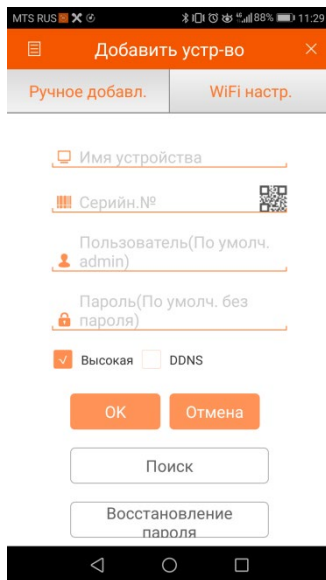 MTS RUS 88% 11:29
Добавить устр-во
Ручное добавл. WiFi настр.
Имя устройства
Серийн.№
Пользователь(По умолч.
admin)
Пароль(По умолч. без
пароля)
Высокая DDNS
OK Отмена
Поиск
Восстановление
пароля